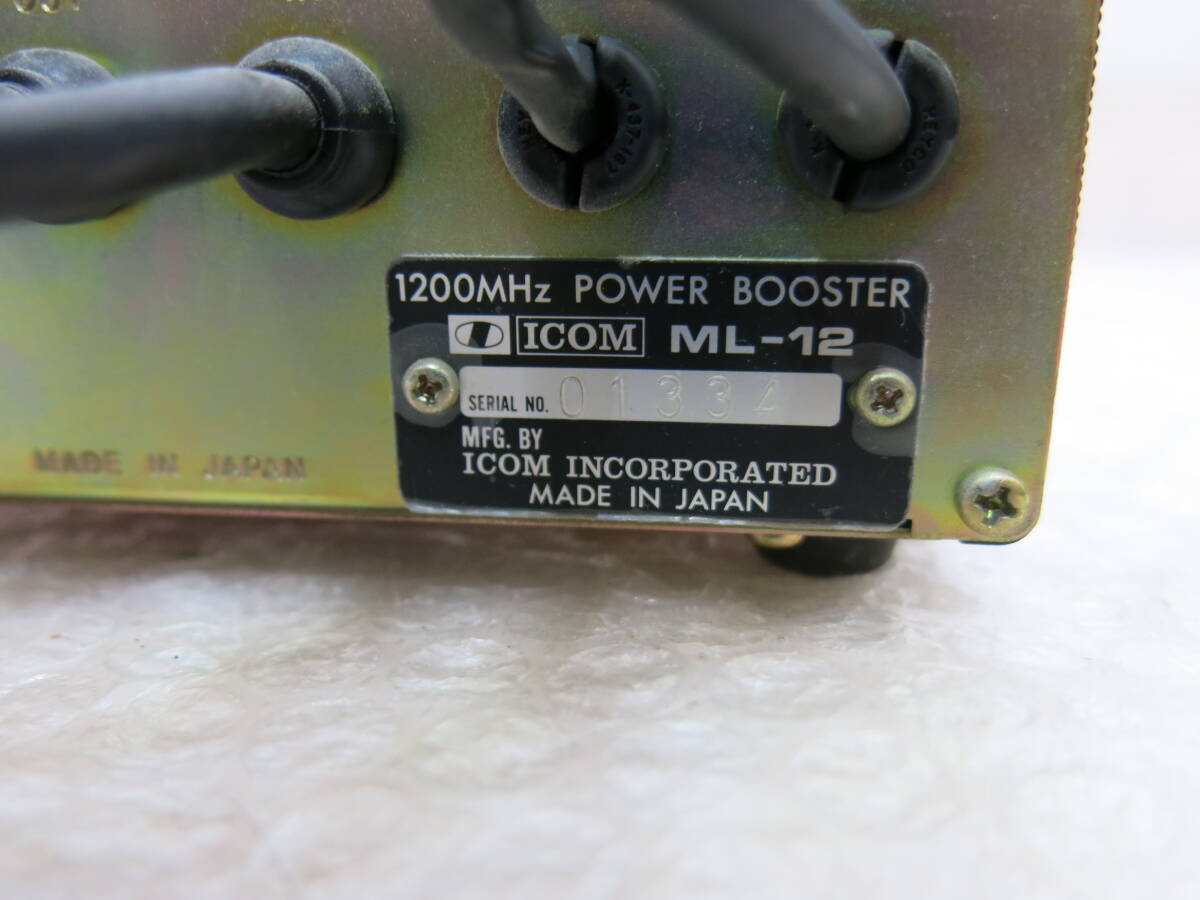 1200MHz POWER BOOSTER
ICOM ML-12
SERIAL NO. 01334
MFG. BY
ICOM INCORPORATED
MADE IN JAPAN
MADE IN JAPAN